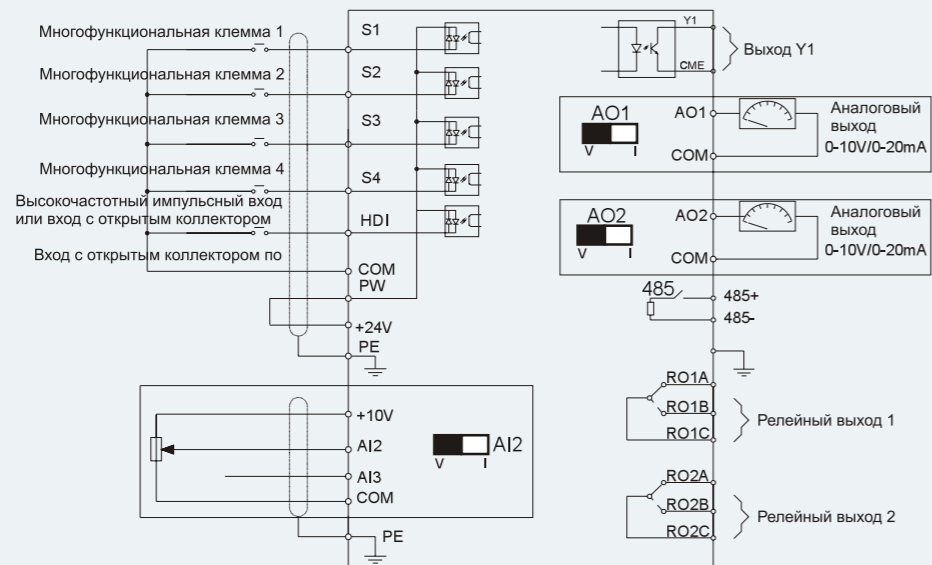 Многофункциональная клемма 1
S1
Многофункциональная клемма 2
S2
Многофункциональная клемма 3
S3
Многофункциональная клемма 4
S4
Высокочастотный импульсный вход
или вход с открытым коллектором
HDI
Вход с открытым коллектором по
COM
PW
+24V
PE
+10V
AI2
AI3
COM
PE
V I
AI2
Y1
CME
Выход Y1
AO1
V I
AO1
COM
Аналоговый
выход
0-10V/0-20mA
AO2
V I
AO2
COM
Аналоговый
выход
0-10V/0-20mA
485
485+
485-
RO1A
RO1B
RO1C
Релейный выход 1
RO2A
RO2B
RO2C
Релейный выход 2